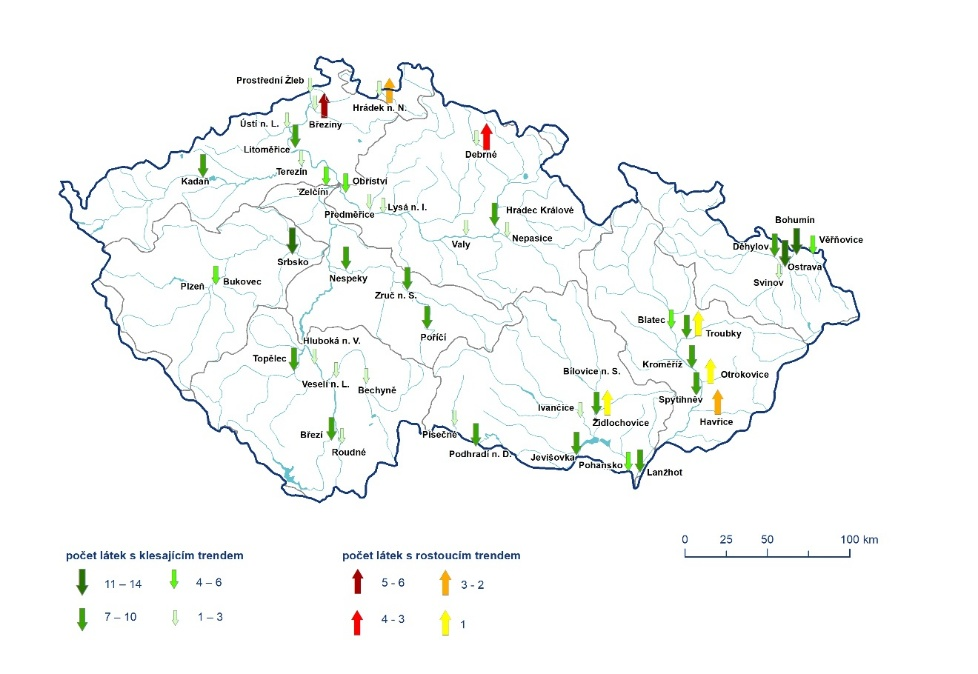 Prostřední Žleb
Hrádek n. N.
Ústí n. L.
Březiny
Litoměřice
Debrné
Terezín
Kadaň
Obříství
Zelčíni
Předměřice
Lysá n. l.
Hradec Králové
Nepasice
Valy
Bohumín
Věřňovice
Děhylov
Ostrava
Svinov
Srbsko
Nespeky
Bukovec
Plzeň
Zruč n. S.
Poříčí
Blatec
Troubky
Hluboká n. V.
Topělec
Kroměříž
Otrokovice
Bílovice n. S.
Veselí n. L.
Bechyně
Spytihněv
Ivančice
Židlochovice
Havřice
Březí
Písečné
Roudné
Podhradí n. D.
Jevišovka
Pohansko
Lanžhot
0 25 50 100 km
počet látek s klesajícím trendem
11 – 14
4 – 6
7 – 10
1 – 3
počet látek s rostoucím trendem
5 - 6
3 - 2
4 - 3
1